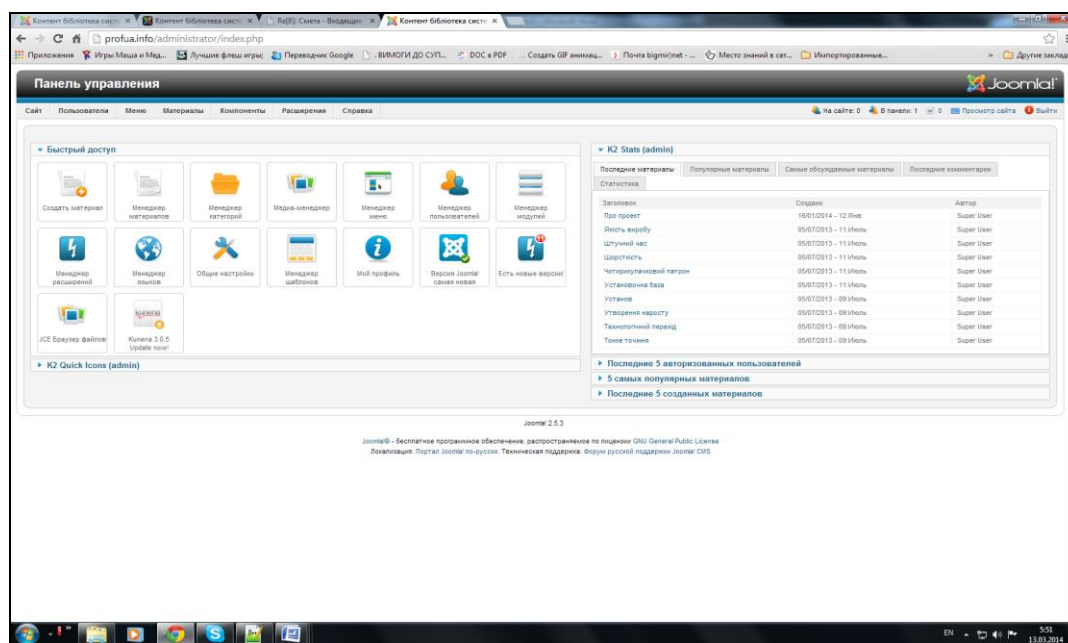 Контент бібліотека систе
Контент бібліотека систе
Re[8]: Смета - Входящие
Контент бібліотека систе
profua.info/administrator/index.php
Приложения Игры Маша и Мед... Лучшие флеш игры: Переводчик Google . ВИМОГИ ДО СУП... DOC в PDF Создать GIF анимац... Почта bigmir)net - ... Место знаний в сет... Импортированные... » Другие заклад
Панель управления
Joomla!
Сайт Пользователи Меню Материалы Компоненты Расширения Справка
На сайте: 0 В панели: 1 0 Просмотр сайта Выйти
Быстрый доступ
Создать материал
Менеджер материалов
Менеджер категорий
Медиа-менеджер
Менеджер меню
Менеджер пользователей
Менеджер модулей
Менеджер расширений
Менеджер языков
Общие настройки
Менеджер шаблонов
Мой профиль
Версия Joomla! самая новая
Есть новые версии!
JCE Браузер файлов
Kunena 3.0.5 Update now!
K2 Quick Icons (admin)
K2 Stats (admin)
Последние материалы Популярные материалы Самые обсуждаемые материалы Последние комментарии
Статистика
Заголовок Создано Автор
Про проект 16/01/2014 - 12:Янв Super User
Якість виробу 05/07/2013 - 11:Июль Super User
Штучний час 05/07/2013 - 11:Июль Super User
Шорсткість 05/07/2013 - 11:Июль Super User
Чотирикулачковий патрон 05/07/2013 - 11:Июль Super User
Установочна база 05/07/2013 - 11:Июль Super User
Установ 05/07/2013 - 09:Июль Super User
Утворення наросту 05/07/2013 - 09:Июль Super User
Технологічний перехід 05/07/2013 - 09:Июль Super User
Тонке точіння 05/07/2013 - 09:Июль Super User
Последние 5 авторизованных пользователей
5 самых популярных материалов
Последние 5 созданных материалов
Joomla! 2.5.3
Joomla!® - бесплатное программное обеспечение, распространяемое по лицензии GNU General Public License
Локализация: Портал Joomla! по-русски. Техническая поддержка: Форум русской поддержки Joomla! CMS
EN
5:51
13.03.2014